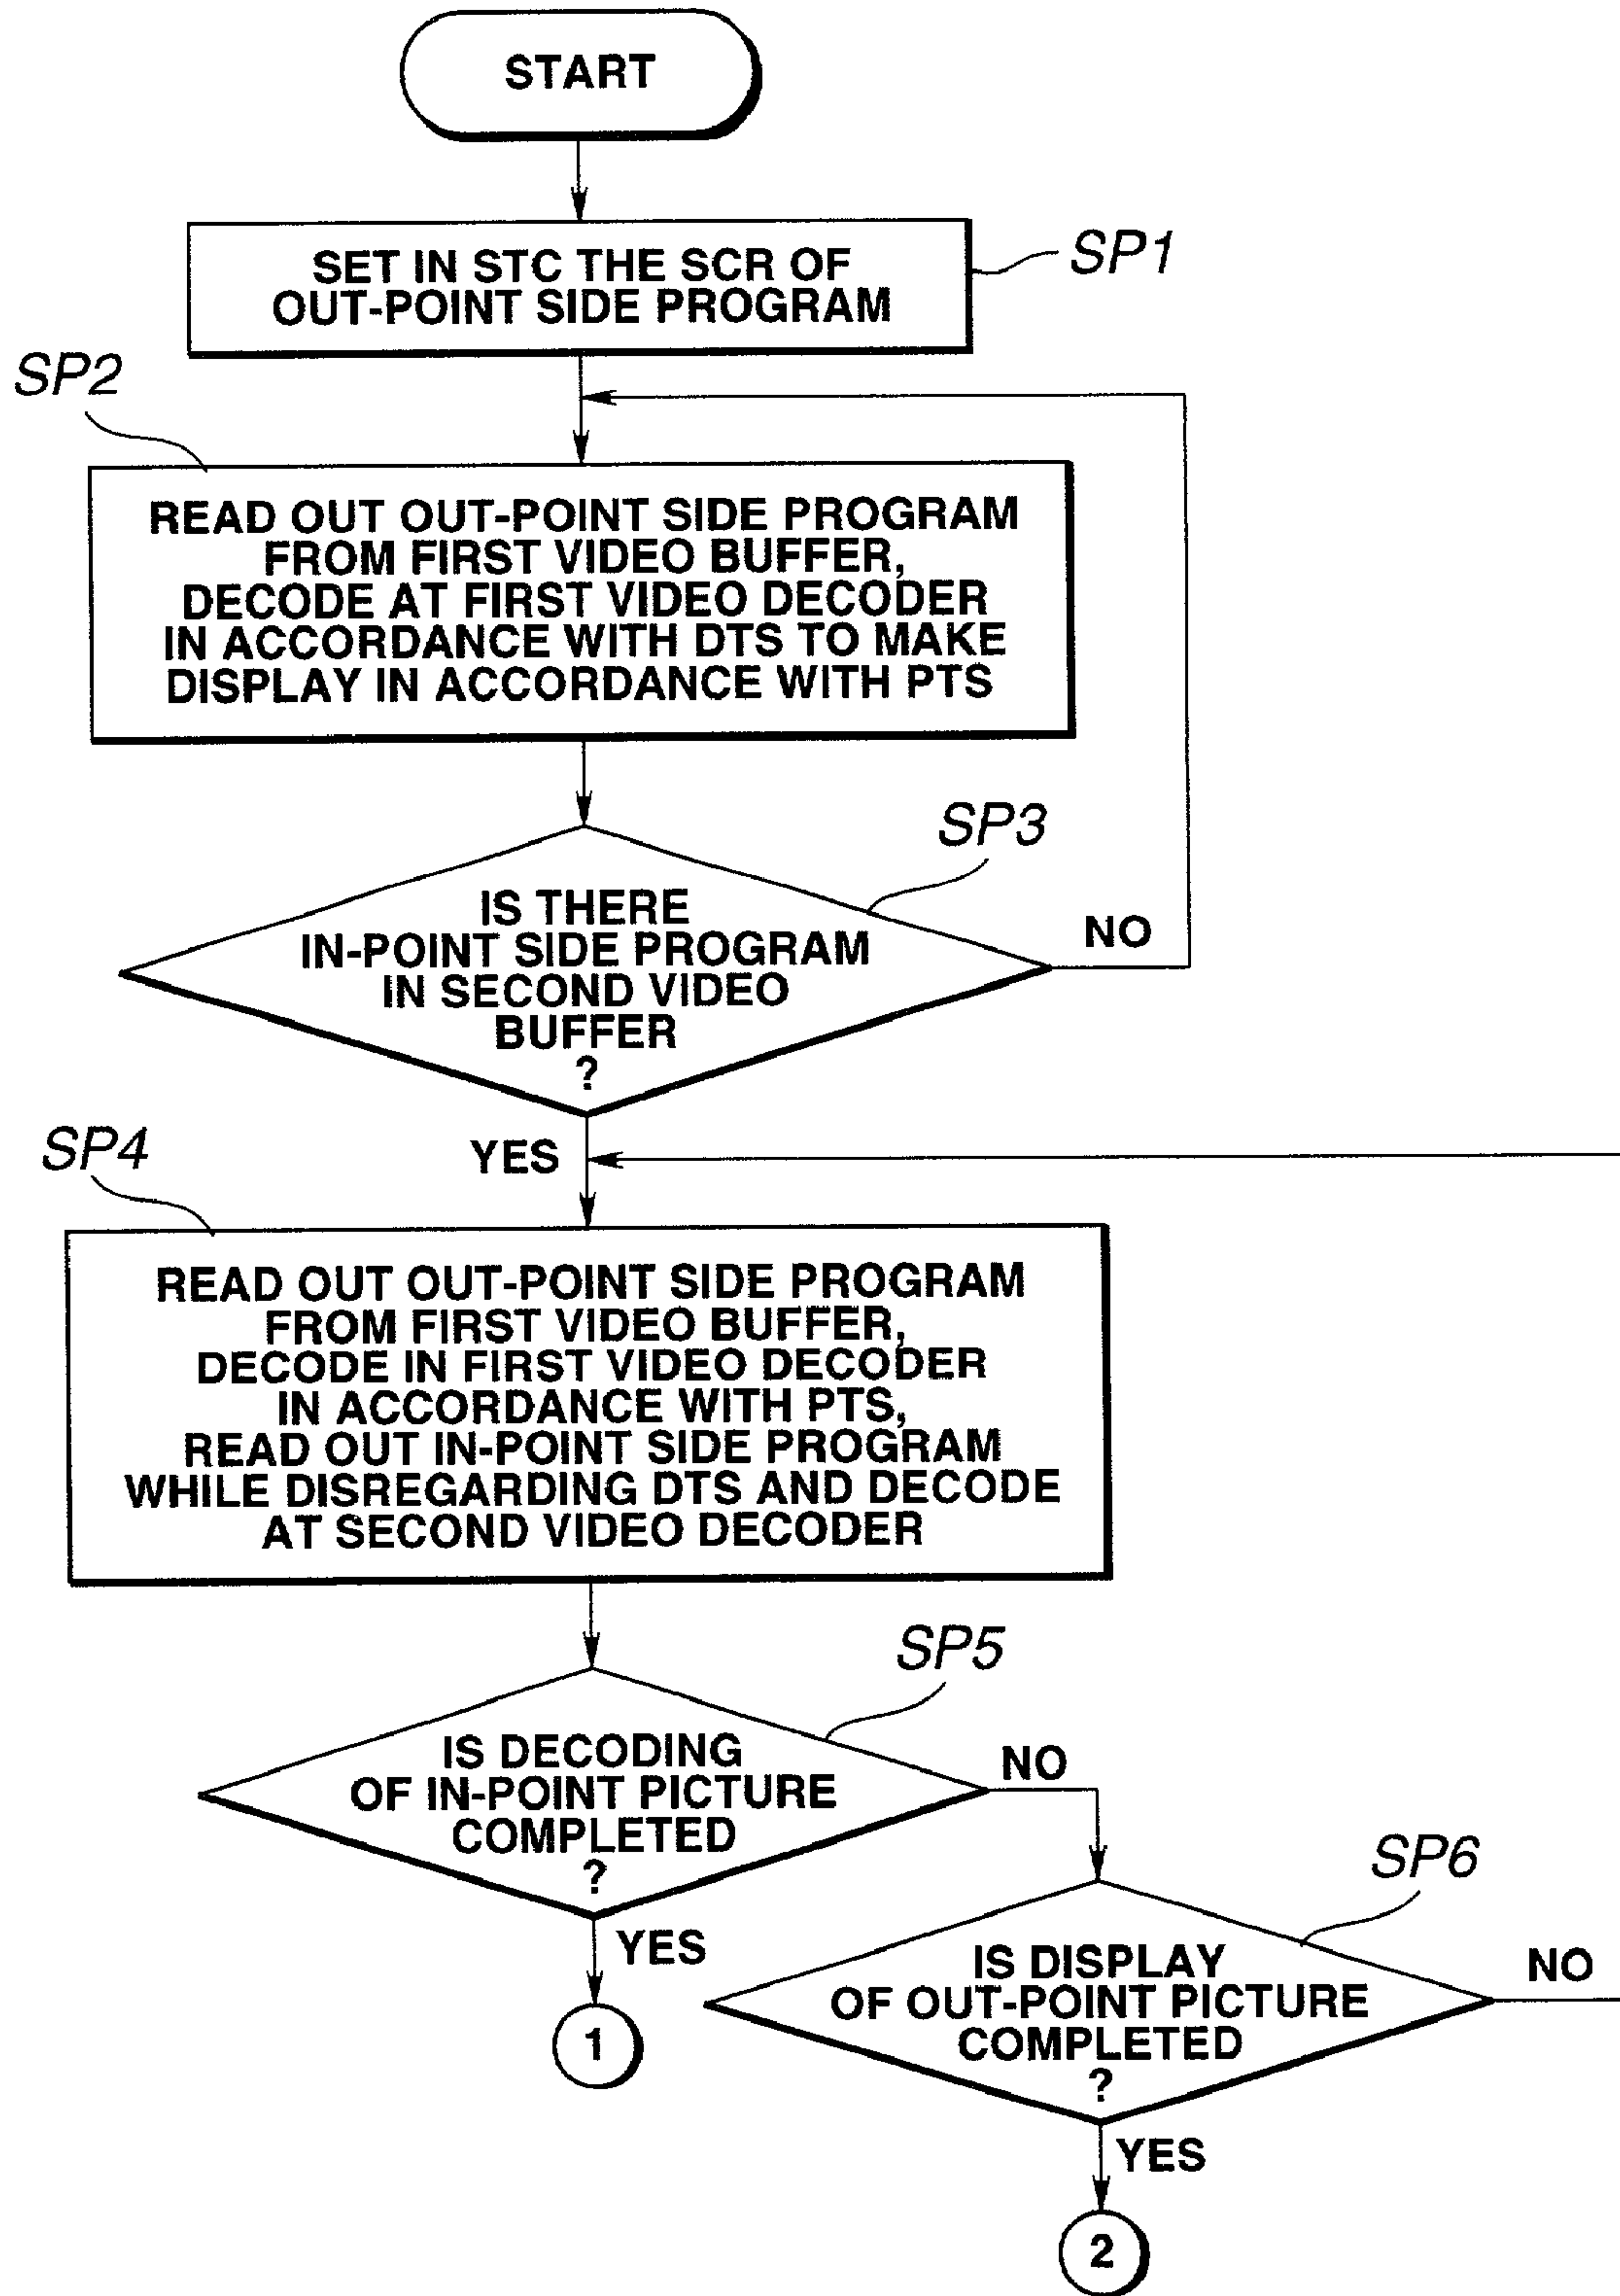 START
SET IN STC THE SCR OF
OUT-POINT SIDE PROGRAM
SP1
SP2
READ OUT OUT-POINT SIDE PROGRAM
FROM FIRST VIDEO BUFFER,
DECODE AT FIRST VIDEO DECODER
IN ACCORDANCE WITH DTS TO MAKE
DISPLAY IN ACCORDANCE WITH PTS
SP3
IS THERE
IN-POINT SIDE PROGRAM
IN SECOND VIDEO
BUFFER
?
NO
YES
SP4
READ OUT OUT-POINT SIDE PROGRAM
FROM FIRST VIDEO BUFFER,
DECODE IN FIRST VIDEO DECODER
IN ACCORDANCE WITH PTS,
READ OUT IN-POINT SIDE PROGRAM
WHILE DISREGARDING DTS AND DECODE
AT SECOND VIDEO DECODER
SP5
IS DECODING
OF IN-POINT PICTURE
COMPLETED
?
NO
YES
1
SP6
IS DISPLAY
OF OUT-POINT PICTURE
COMPLETED
?
NO
YES
2